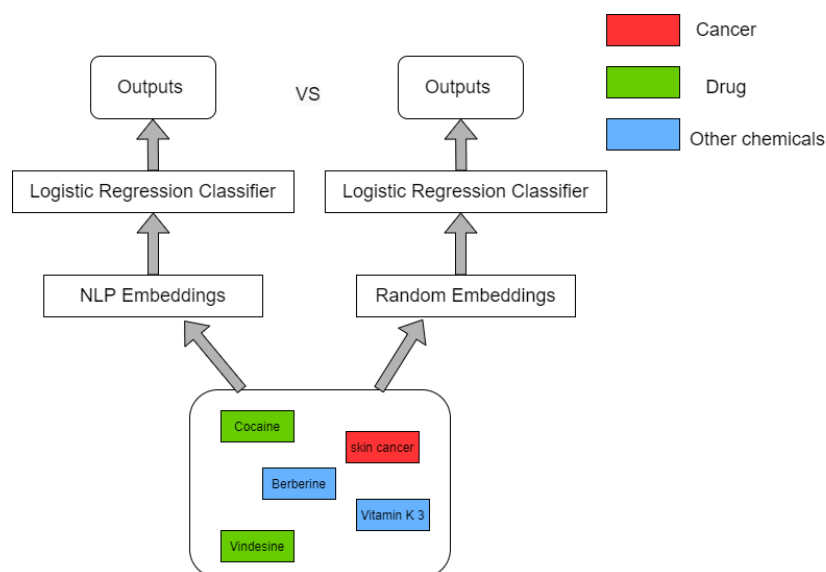 Outputs
VS
Outputs
Cancer
Drug
Other chemicals
Logistic Regression Classifier
Logistic Regression Classifier
NLP Embeddings
Random Embeddings
Cocaine
skin cancer
Berberine
Vitamin K 3
Vindesine